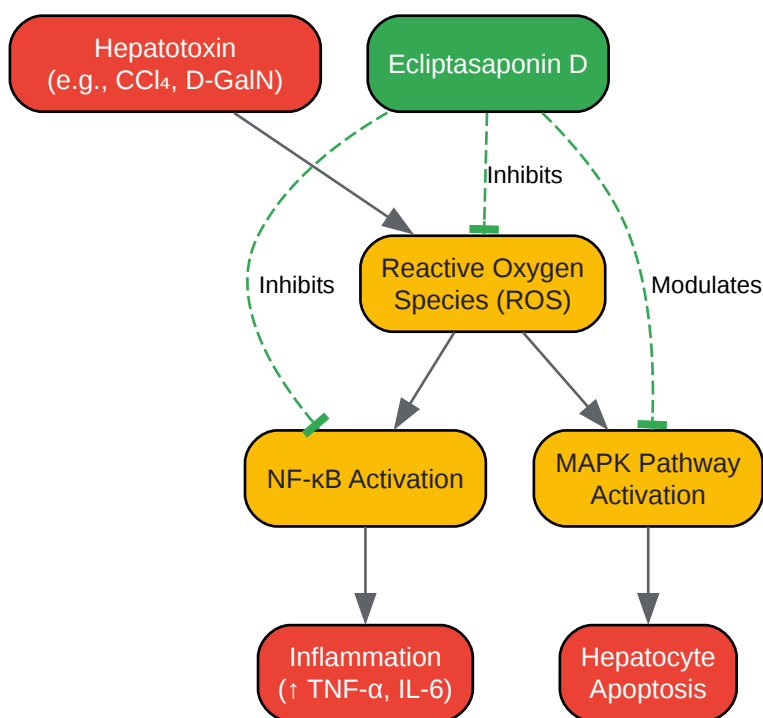 Hepatotoxin
(e.g., CCl₄, D-GalN)
Ecliptasaponin D
Inhibits
Reactive Oxygen
Species (ROS)
Inhibits
Modulates
NF-κB Activation
MAPK Pathway
Activation
Inflammation
(↑ TNF-α, IL-6)
Hepatocyte
Apoptosis